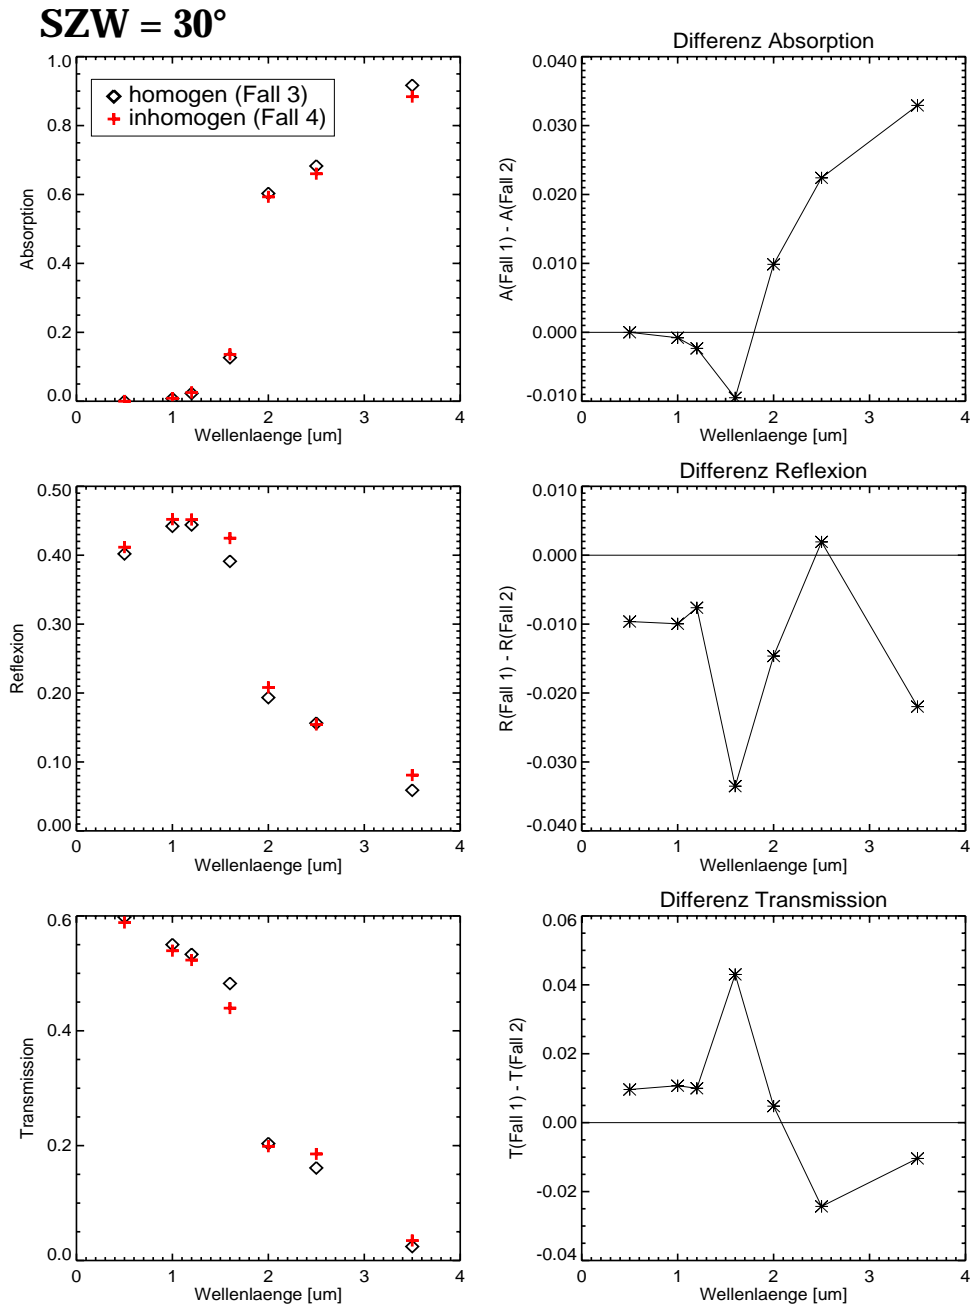 SZW = 30°
1.0
0.8
0.6
0.4
0.2
0.0
Absorption
homogen (Fall 3)
inhomogen (Fall 4)
0 1 2 3 4
Wellenlaenge [um]
Differenz Absorption
0.040
0.030
0.020
0.010
0.000
-0.010
A(Fall 1) - A(Fall 2)
0 1 2 3 4
Wellenlaenge [um]
0.50
0.40
0.30
0.20
0.10
0.00
Reflexion
0 1 2 3 4
Wellenlaenge [um]
Differenz Reflexion
0.010
0.000
-0.010
-0.020
-0.030
-0.040
R(Fall 1) - R(Fall 2)
0 1 2 3 4
Wellenlaenge [um]
0.6
0.4
0.2
0.0
Transmission
0 1 2 3 4
Wellenlaenge [um]
Differenz Transmission
0.06
0.04
0.02
0.00
-0.02
-0.04
T(Fall 1) - T(Fall 2)
0 1 2 3 4
Wellenlaenge [um]